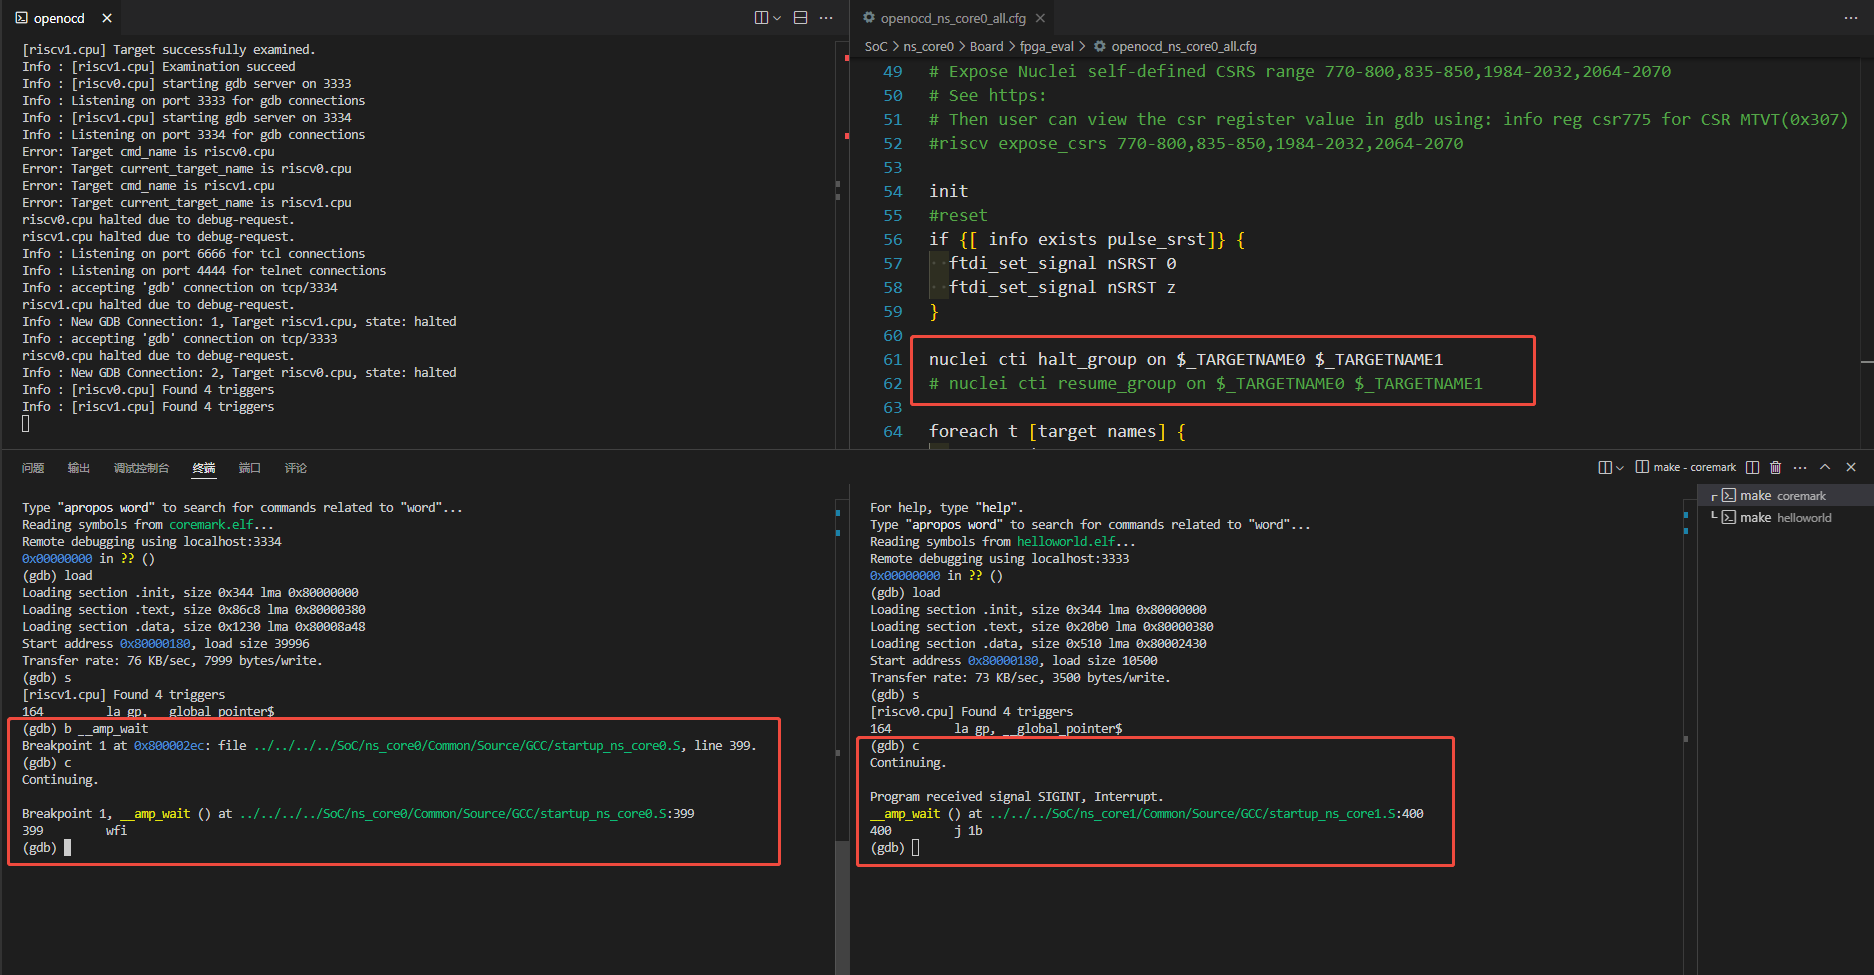 openocd
[riscv1.cpu] Target successfully examined.
Info : [riscv1.cpu] Examination succeed
Info : [riscv0.cpu] starting gdb server on 3333
Info : Listening on port 3333 for gdb connections
Info : [riscv1.cpu] starting gdb server on 3334
Info : Listening on port 3334 for gdb connections
Error: Target cmd_name is riscv0.cpu
Error: Target current_target_name is riscv0.cpu
Error: Target cmd_name is riscv1.cpu
Error: Target current_target_name is riscv1.cpu
riscv0.cpu halted due to debug-request.
riscv1.cpu halted due to debug-request.
Info : Listening on port 6666 for tcl connections
Info : Listening on port 4444 for telnet connections
Info : accepting 'gdb' connection on tcp/3334
riscv1.cpu halted due to debug-request.
Info : New GDB Connection: 1, Target riscv1.cpu, state: halted
Info : accepting 'gdb' connection on tcp/3333
riscv0.cpu halted due to debug-request.
Info : New GDB Connection: 2, Target riscv0.cpu, state: halted
Info : [riscv0.cpu] Found 4 triggers
Info : [riscv1.cpu] Found 4 triggers
openocd_ns_core0_all.cfg
SoC > ns_core0 > Board > fpga_eval > openocd_ns_core0_all.cfg
49 # Expose Nuclei self-defined CSRS range 770-800,835-850,1984-2032,2064-2070
50 # See https:
51 # Then user can view the csr register value in gdb using: info reg csr775 for CSR MTVT(0x307)
52 #riscv expose_csrs 770-800,835-850,1984-2032,2064-2070
53
54 init
55 #reset
56 if {[ info exists pulse_srst]} {
57 ··ftdi_set_signal nSRST 0
58 ··ftdi_set_signal nSRST z
59 }
60
61 nuclei cti halt_group on $_TARGETNAME0 $_TARGETNAME1
62 # nuclei cti resume_group on $_TARGETNAME0 $_TARGETNAME1
63
64 foreach t [target names] {
问题 输出 调试控制台 终端 端口 评论
make - coremark
Type "apropos word" to search for commands related to "word"...
Reading symbols from coremark.elf...
Remote debugging using localhost:3334
0x00000000 in ?? ()
(gdb) load
Loading section .init, size 0x344 lma 0x80000000
Loading section .text, size 0x86c8 lma 0x80000380
Loading section .data, size 0x1230 lma 0x80008a48
Start address 0x80000180, load size 39996
Transfer rate: 76 KB/sec, 7999 bytes/write.
(gdb) s
[riscv1.cpu] Found 4 triggers
164 la gp, __global_pointer$
(gdb) b __amp_wait
Breakpoint 1 at 0x800002ec: file ../../../../SoC/ns_core0/Common/Source/GCC/startup_ns_core0.S, line 399.
(gdb) c
Continuing.
Breakpoint 1, __amp_wait () at ../../../../SoC/ns_core0/Common/Source/GCC/startup_ns_core0.S:399
399 wfi
(gdb)
For help, type "help".
Type "apropos word" to search for commands related to "word"...
Reading symbols from helloworld.elf...
Remote debugging using localhost:3333
0x00000000 in ?? ()
(gdb) load
Loading section .init, size 0x344 lma 0x80000000
Loading section .text, size 0x20b0 lma 0x80000380
Loading section .data, size 0x510 lma 0x80002430
Start address 0x80000180, load size 10500
Transfer rate: 73 KB/sec, 3500 bytes/write.
(gdb) s
[riscv0.cpu] Found 4 triggers
164 la gp, __global_pointer$
(gdb) c
Continuing.
Program received signal SIGINT, Interrupt.
__amp_wait () at ../../../SoC/ns_core1/Common/Source/GCC/startup_ns_core1.S:400
400 j 1b
(gdb)
make coremark
make helloworld